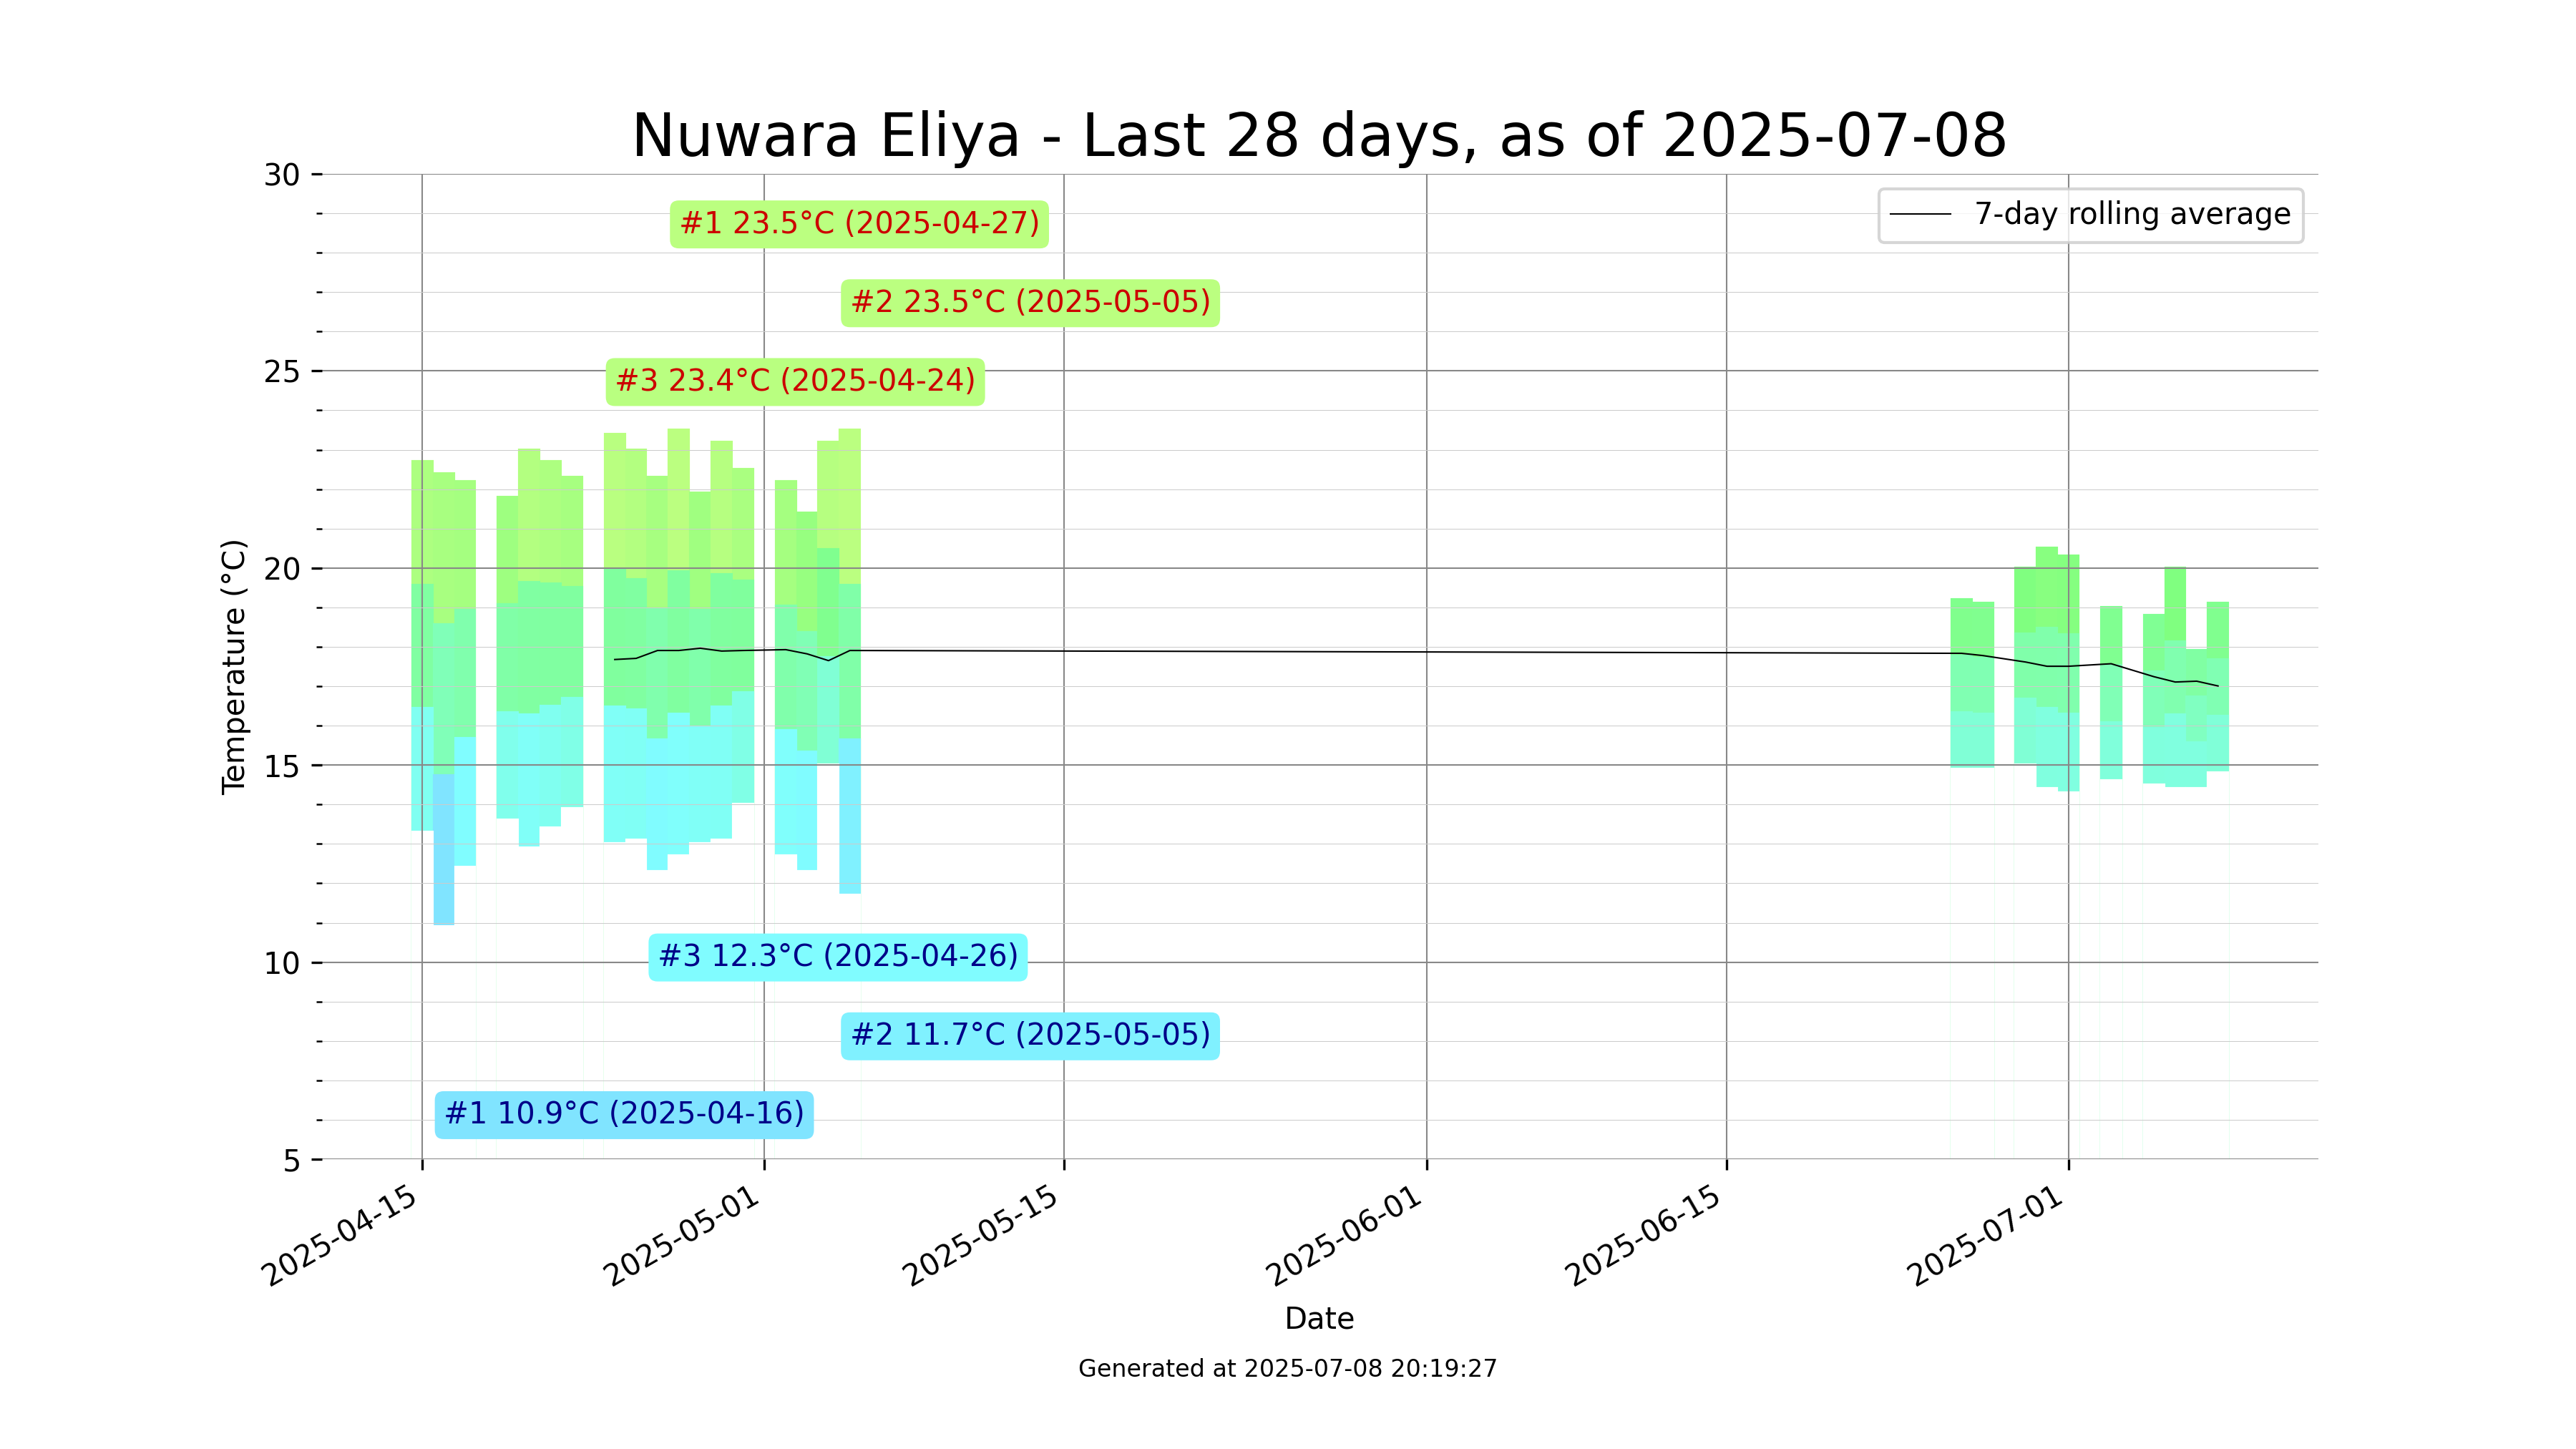 Nuwara Eliya - Last 28 days, as of 2025-07-08
7-day rolling average
#1 23.5°C (2025-04-27)
#2 23.5°C (2025-05-05)
#3 23.4°C (2025-04-24)
#3 12.3°C (2025-04-26)
#2 11.7°C (2025-05-05)
#1 10.9°C (2025-04-16)
Temperature (°C)
30
25
20
15
10
5
2025-04-15
2025-05-01
2025-05-15
2025-06-01
2025-06-15
2025-07-01
Date
Generated at 2025-07-08 20:19:27